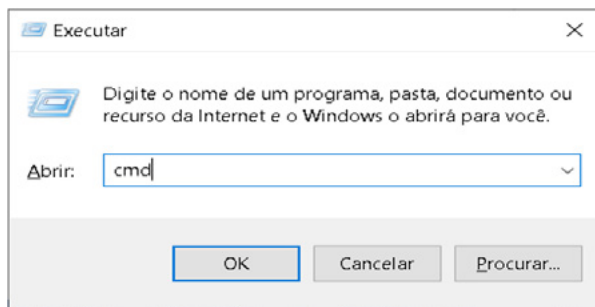 Executar
Digite o nome de um programa, pasta, documento ou
recurso da Internet e o Windows o abrirá para você.
Abrir: cmd
OK Cancelar Procurar...